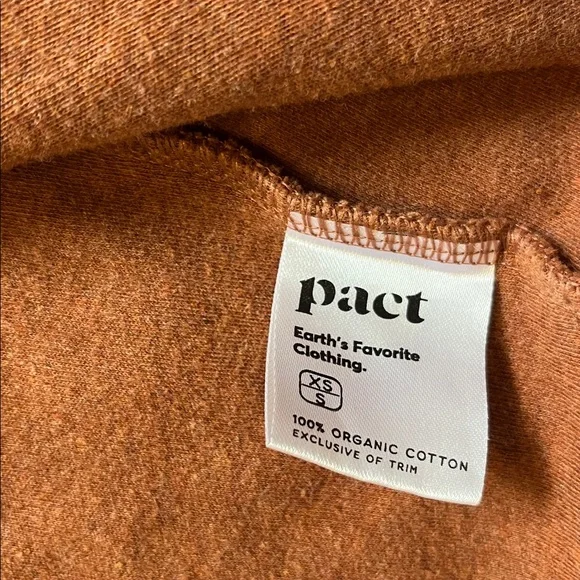 pact
Earth's Favorite
Clothing.
XS
S
100% ORGANIC COTTON
EXCLUSIVE OF TRIM